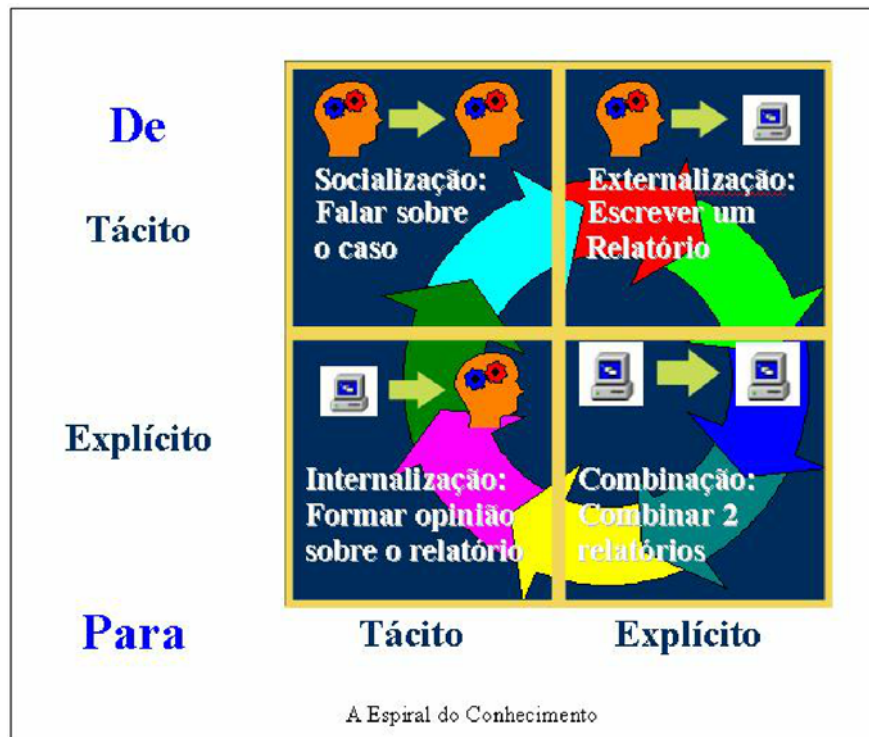 De
Tácito
Socialização:
Falar sobre
o caso
Externalização:
Escrever um
Relatório
Explícito
Internalização:
Formar opinião
sobre o relatório
Combinação:
Combinar 2
relatórios
Para
Tácito
Explícito
A Espiral do Conhecimento